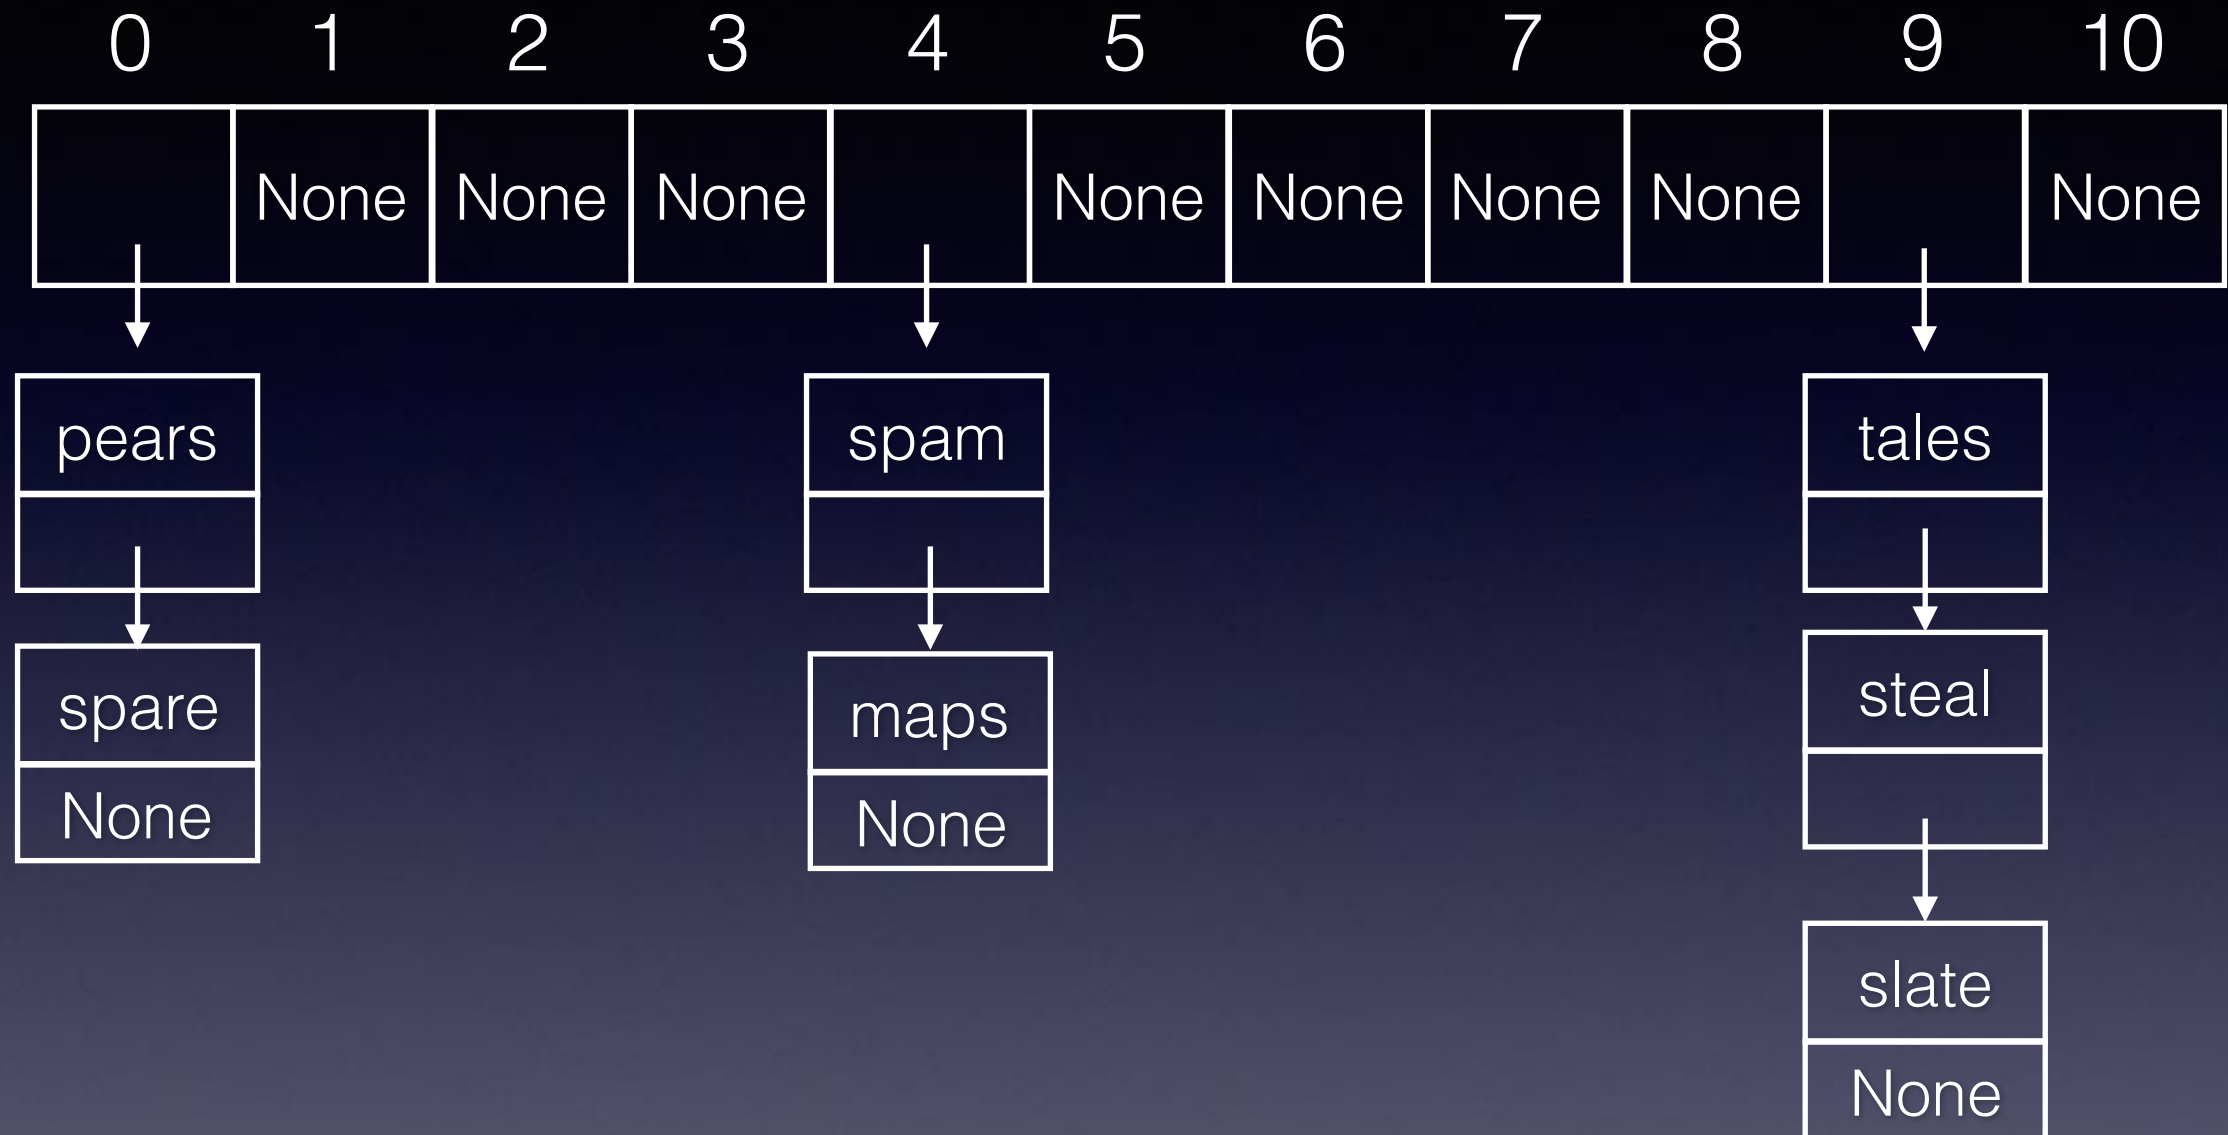 0 1 2 3 4 5 6 7 8 9 10
None None None None None None None None
pears spam tales
spare maps steal
None None
slate
None